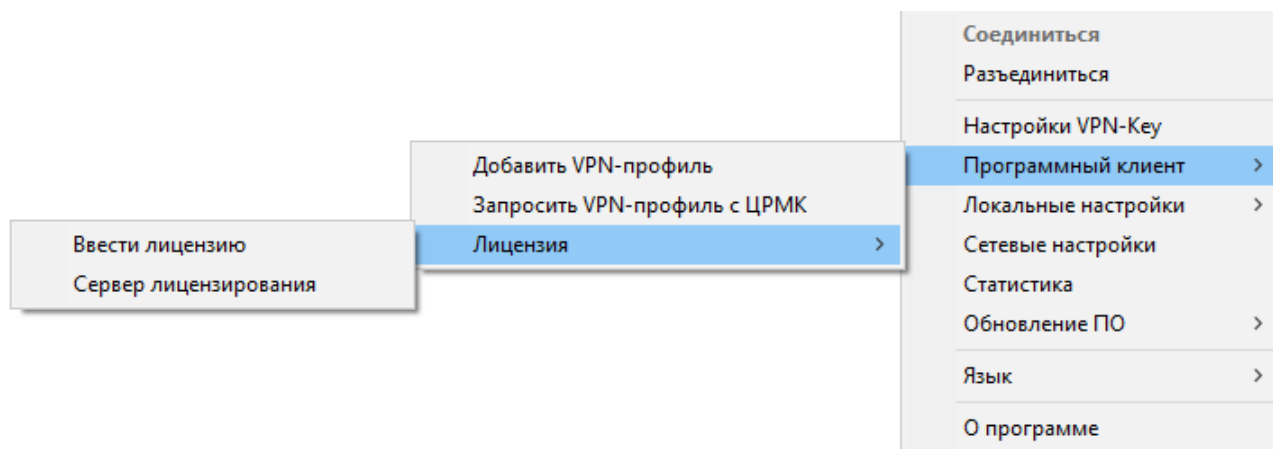 Соединиться
Разъединиться
Настройки VPN-Key
Программный клиент
Локальные настройки
Сетевые настройки
Статистика
Обновление ПО
Язык
О программе
Добавить VPN-профиль
Запросить VPN-профиль с ЦРМК
Лицензия
Ввести лицензию
Сервер лицензирования